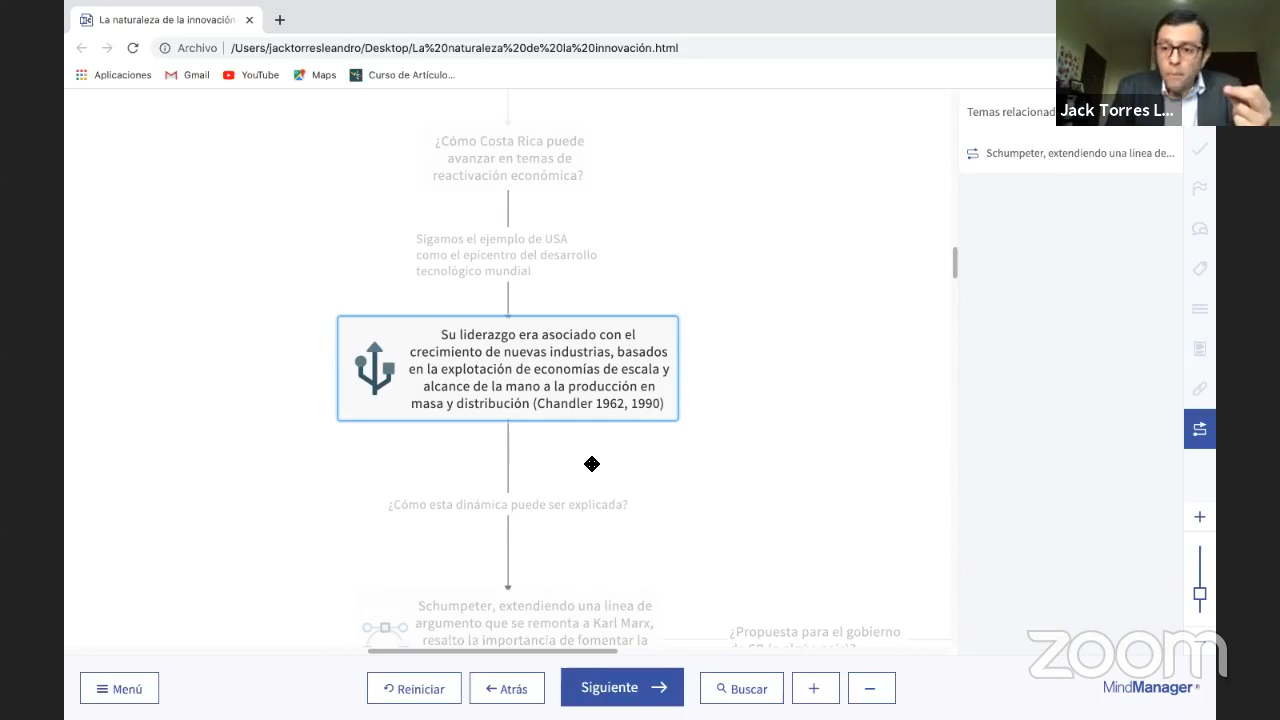 La naturaleza de la innovación
Archivo
/Users/jacktorresleandro/Desktop/La%20naturaleza%20de%20la%20innovación.html
Aplicaciones
Gmail
YouTube
Maps
Curso de Artículo...
Jack Torres L...
Temas relacionad
Schumpeter, extendiendo una línea de...
¿Cómo Costa Rica puede
avanzar en temas de
reactivación económica?
Sigamos el ejemplo de USA
como el epicentro del desarrollo
tecnológico mundial
Su liderazgo era asociado con el
crecimiento de nuevas industrias, basados
en la explotación de economías de escala y
alcance de la mano a la producción en
masa y distribución (Chandler 1962, 1990)
¿Cómo esta dinámica puede ser explicada?
Schumpeter, extendiendo una línea de
argumento que se remonta a Karl Marx,
resalto la importancia de fomentar la
¿Propuesta para el gobierno
zoom
MindManager
Menú
Reiniciar
Atrás
Siguiente
Buscar